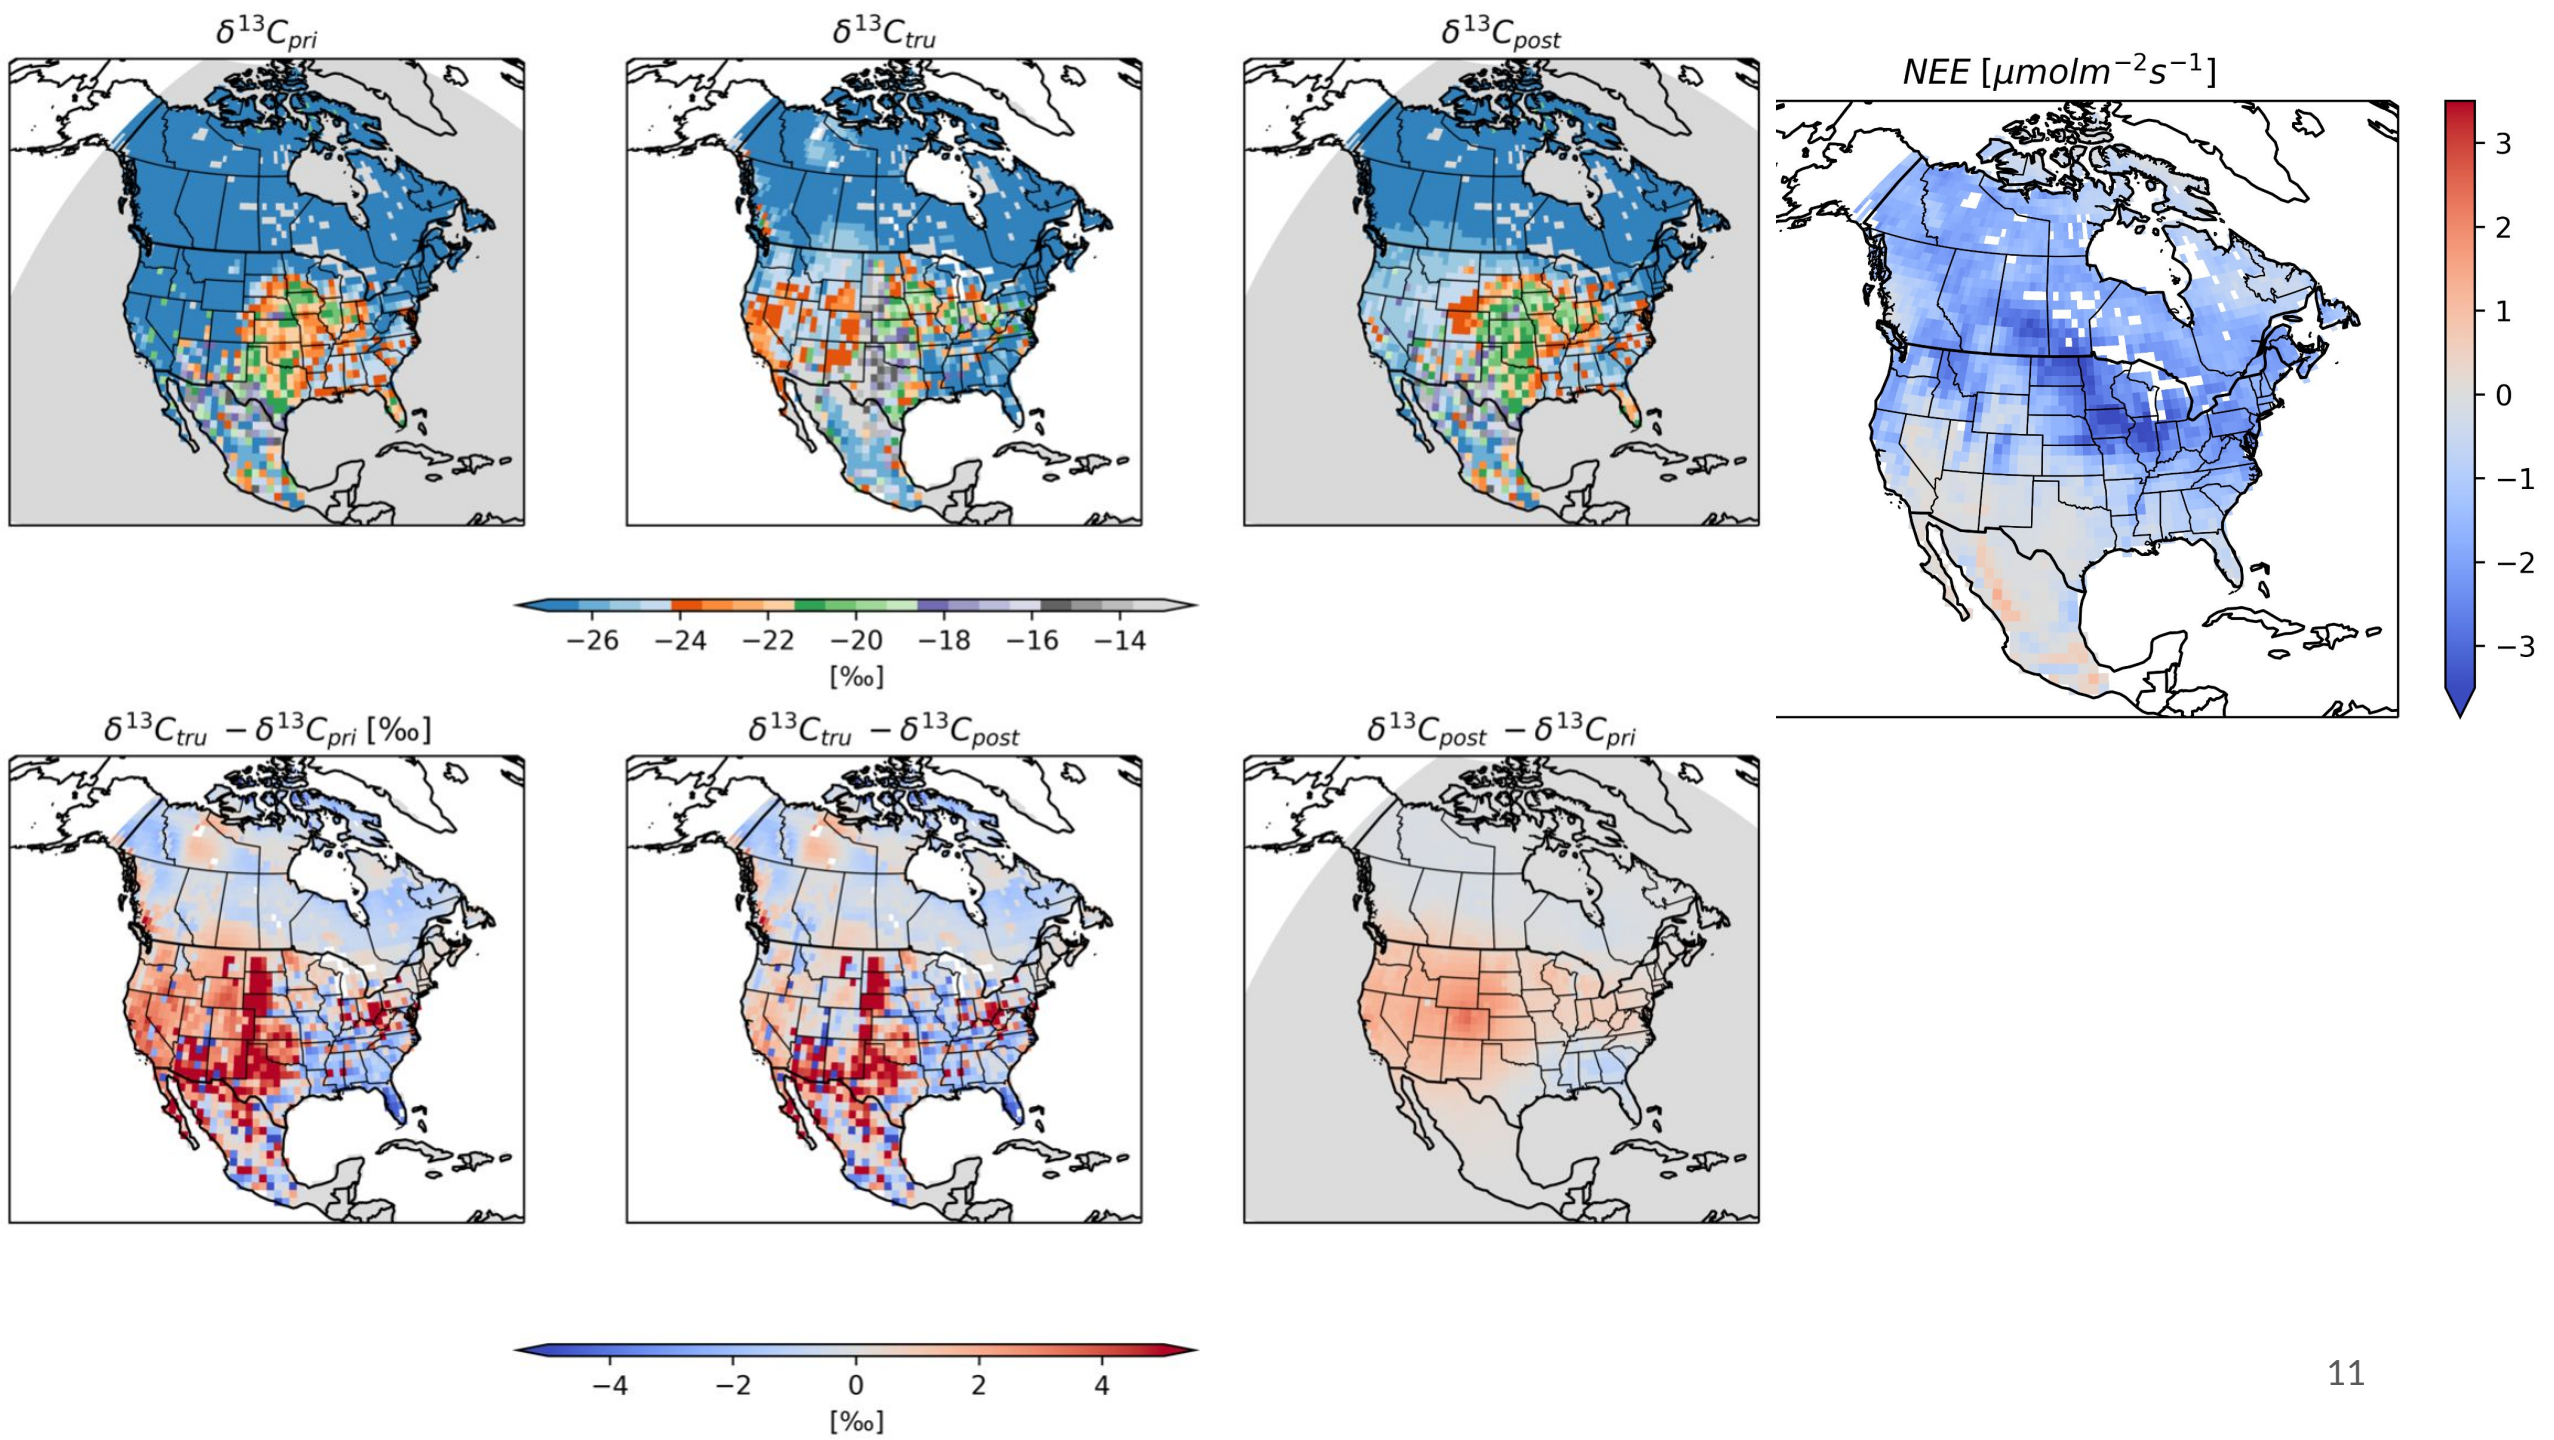 δ¹³C_pri
δ¹³C_tru
δ¹³C_post
NEE [μmolm⁻²s⁻¹]
3
2
1
0
−1
−2
−3
−26 −24 −22 −20 −18 −16 −14
[‰]
δ¹³C_tru − δ¹³C_pri [‰]
δ¹³C_tru − δ¹³C_post
δ¹³C_post − δ¹³C_pri
−4 −2 0 2 4
[‰]
11